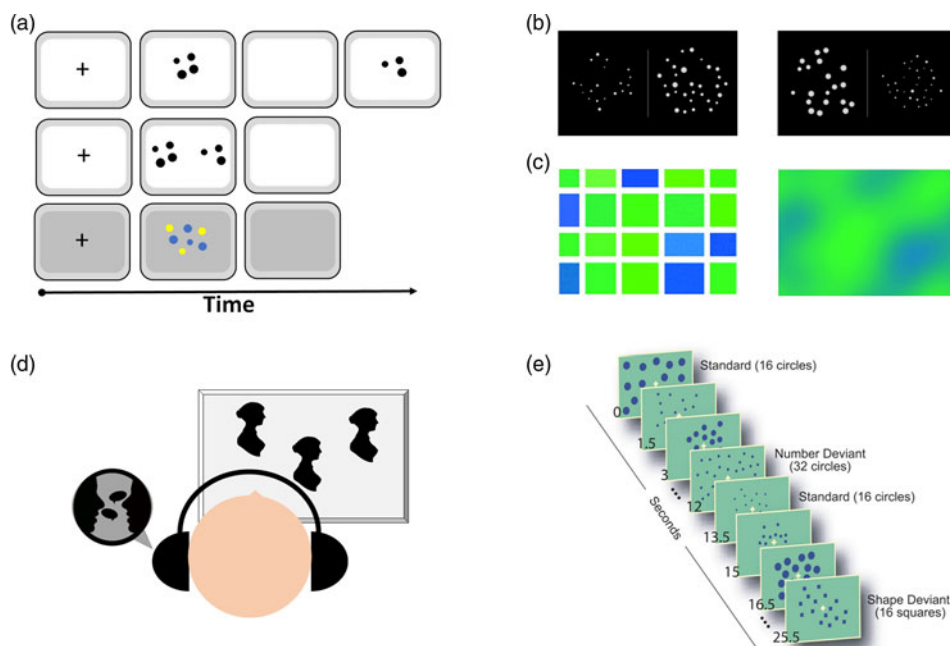 (a)
+
+
+
Time
(b)
(c)
(d)
(e)
Standard (16 circles)
0
1.5
3
Number Deviant
(32 circles)
12
Standard (16 circles)
13.5
Seconds
15
16.5
Shape Deviant
(16 squares)
25.5